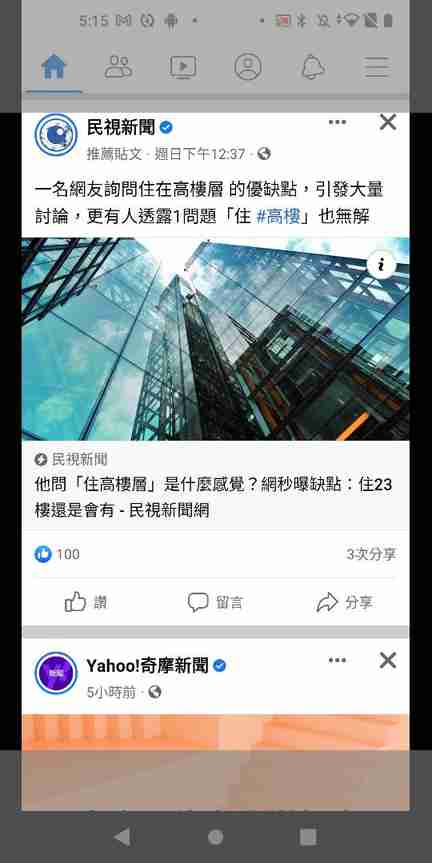 5:15
民視新聞
推薦貼文 · 週日下午12:37 ·
一名網友詢問住在高樓層 的優缺點，引發大量
討論，更有人透露1問題「住 #高樓」也無解
民視新聞
他問「住高樓層」是什麼感覺？網秒曝缺點：住23
樓還是會有 - 民視新聞網
100
3次分享
讚
留言
分享
Yahoo!奇摩新聞
5小時前 ·